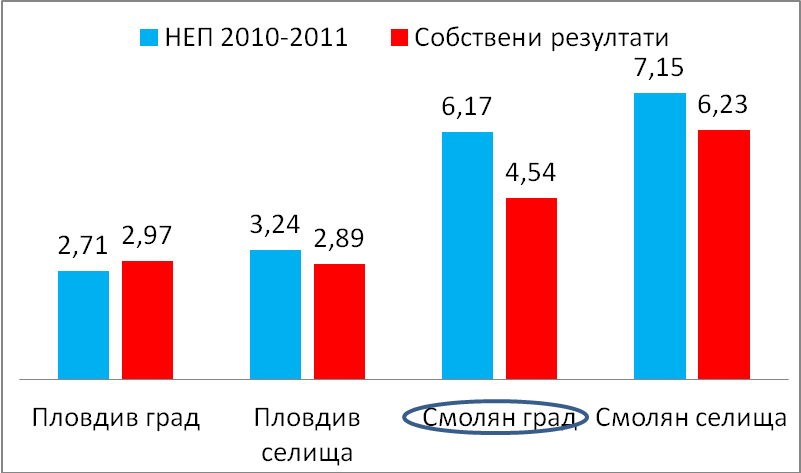 НЕП 2010-2011 Собствени резултати
7,15
6,17 6,23
4,54
3,24
2,71 2,97 2,89
Пловдив град Пловдив селища Смолян град Смолян селища